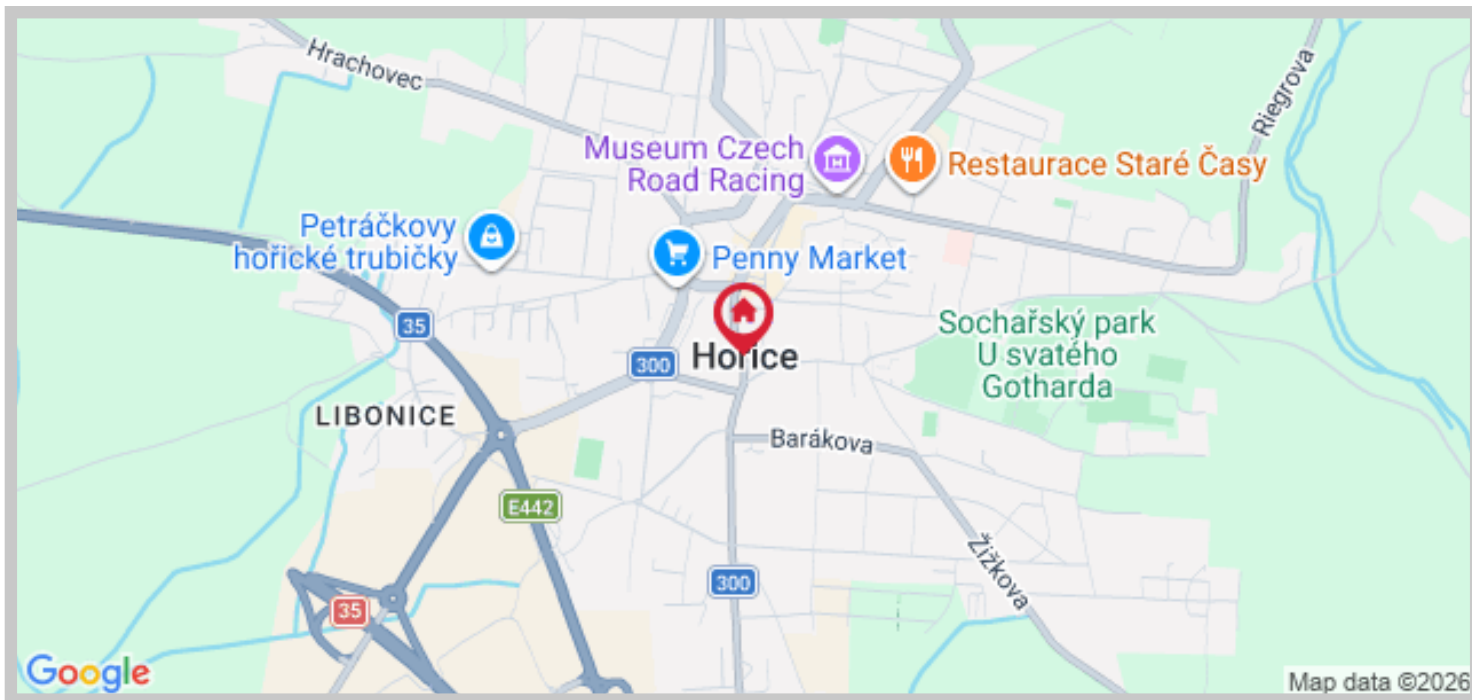 Hrachovec
Riegrova
Museum Czech
Road Racing
Restaurace Staré Časy
Petráčkovy
hořické trubičky
Penny Market
35
Sochařský park
U svatého
Gotharda
300
Hořice
LIBONICE
Barákova
E442
Žižkova
300
35
Google
Map data ©2026